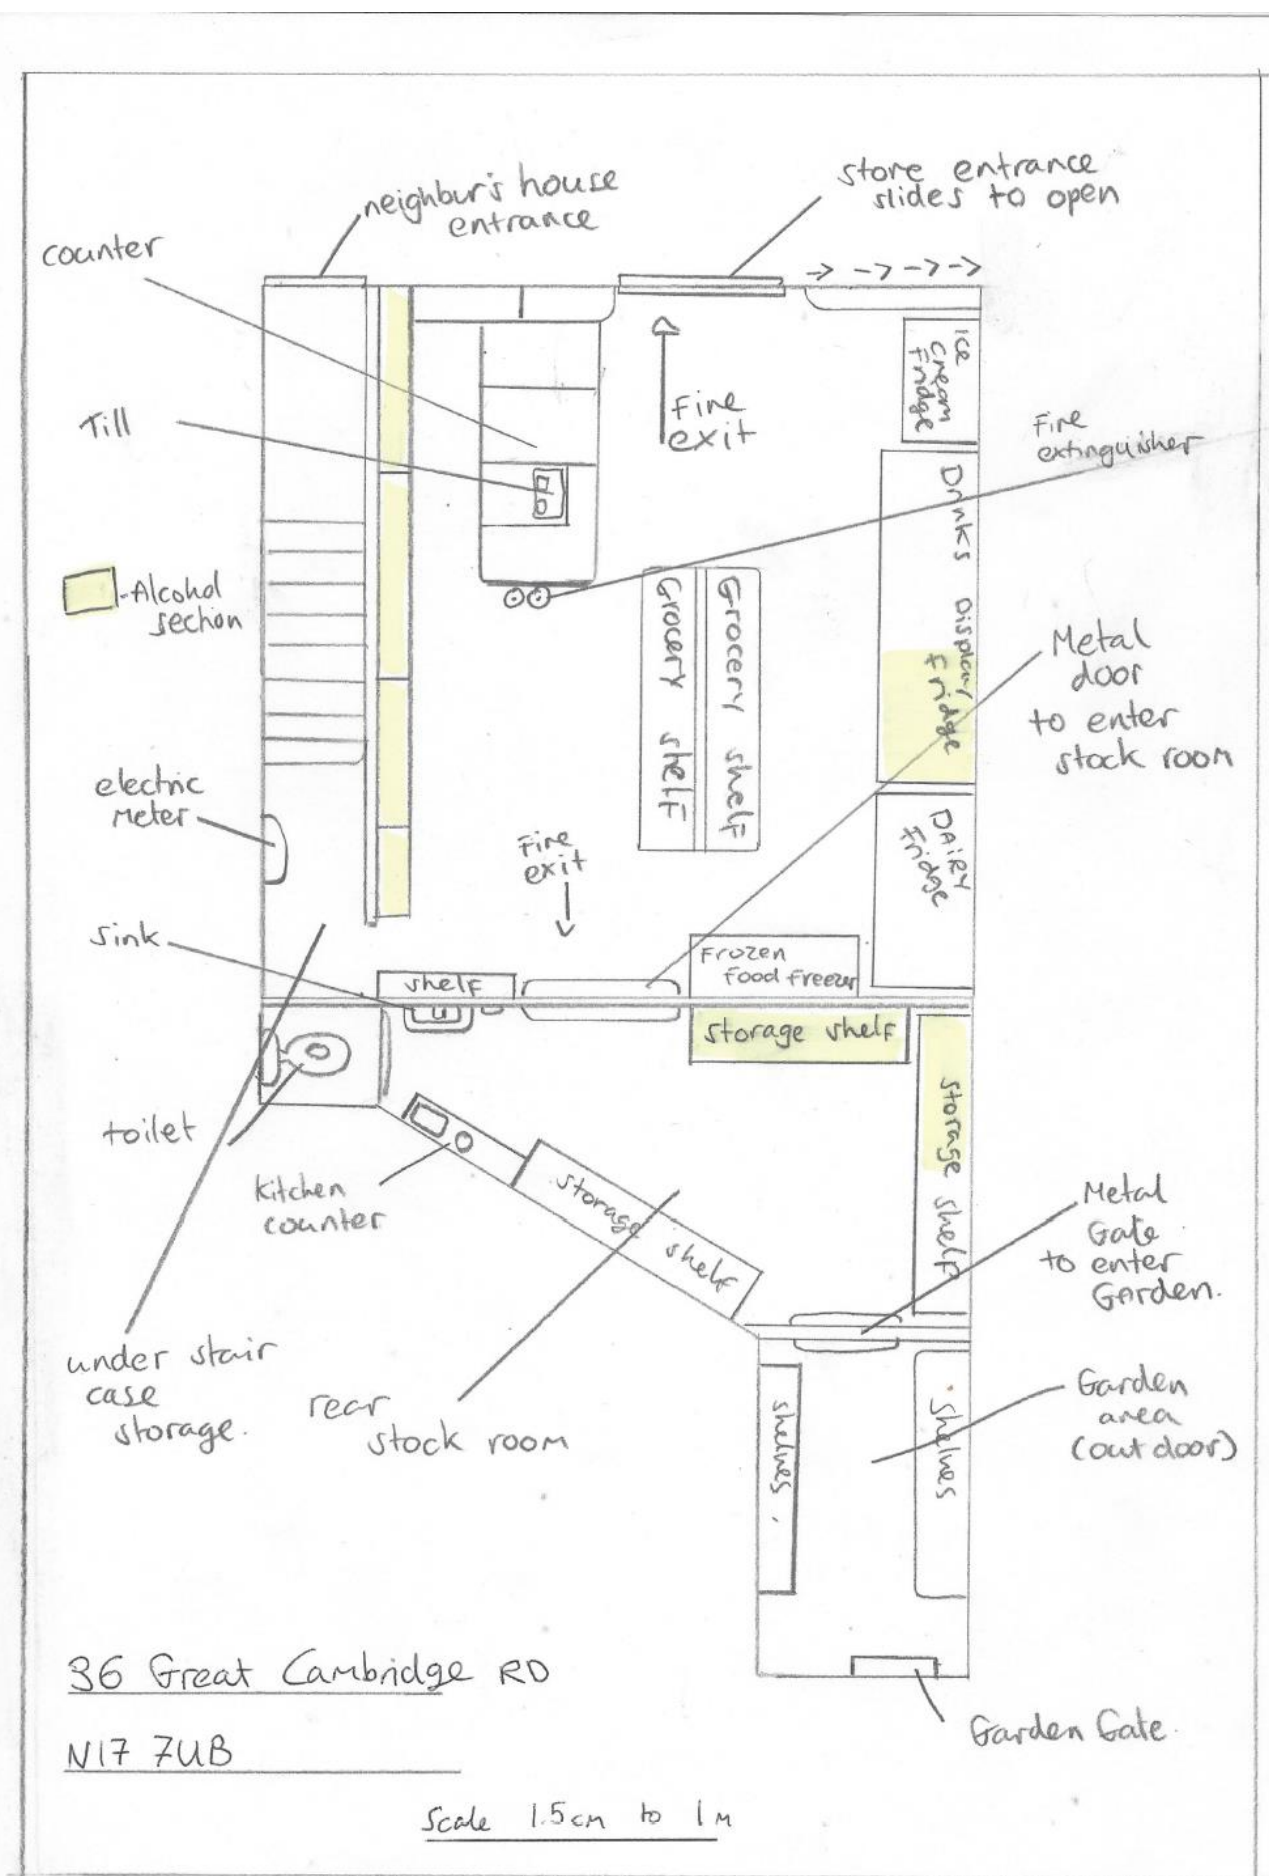 neighbur's house
entrance
store entrance
slides to open
counter
Ice
Cream
Fridge
Till
Fire
exit
Fire
extinguisher
Drinks Display
Fridge
-Alcohol
section
Grocery shelf
Grocery shelf
Metal
door
to enter
stock room
electric
meter
Fire
exit
DAIRY
Fridge
Sink
shelf
Frozen
Food Freezer
storage shelf
storage shelf
toilet
Kitchen
counter
storage shelf
Metal
Gate
to enter
Garden.
under stair
case
storage.
rear
stock room
shelves
shelves
Garden
area
(out door)
36 Great Cambridge RD
N17 7UB
Garden Gate.
Scale 1.5cm to 1M